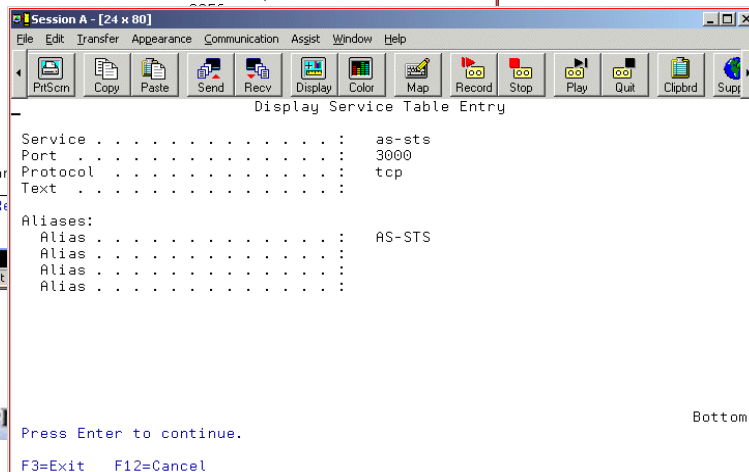 Session A - [24 x 80]
File Edit Transfer Appearance Communication Assist Window Help
PrtScrn Copy Paste Send Recv Display Color Map Record Stop Play Quit Clipbrd Supp
Display Service Table Entry
Service . . . . . . . . . . . . . : as-sts
Port . . . . . . . . . . . . . . : 3000
Protocol . . . . . . . . . . . . : tcp
Text . . . . . . . . . . . . . . :
Aliases:
Alias . . . . . . . . . . . . . : AS-STS
Alias . . . . . . . . . . . . . :
Alias . . . . . . . . . . . . . :
Alias . . . . . . . . . . . . . :
Bottom
Press Enter to continue.
F3=Exit F12=Cancel